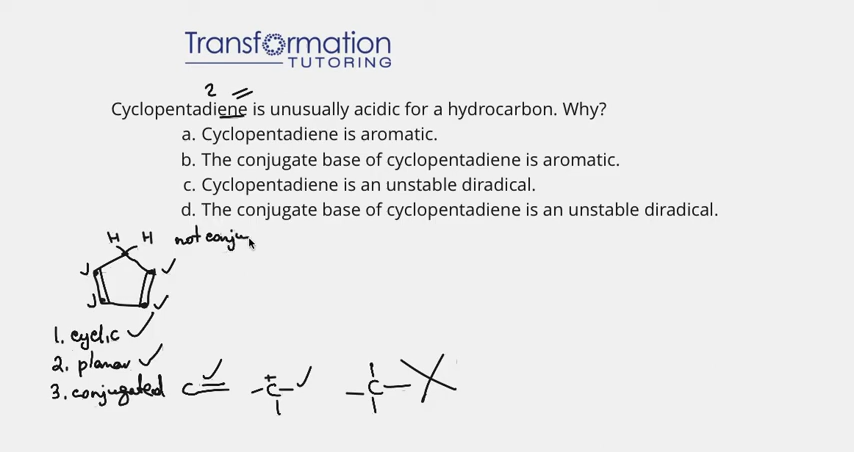 Transformation
TUTORING
2
Cyclopentadiene is unusually acidic for a hydrocarbon. Why?
a. Cyclopentadiene is aromatic.
b. The conjugate base of cyclopentadiene is aromatic.
c. Cyclopentadiene is an unstable diradical.
d. The conjugate base of cyclopentadiene is an unstable diradical.
H H not conju
1. cyclic
2. planar
3. conjugated C C C